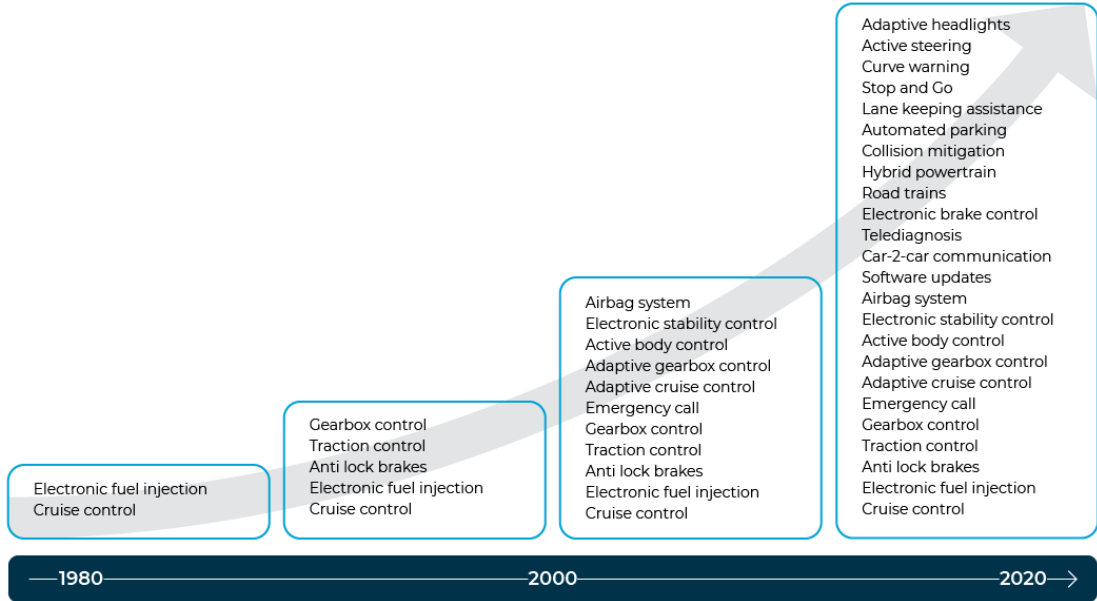 Electronic fuel injection
Cruise control
Gearbox control
Traction control
Anti lock brakes
Electronic fuel injection
Cruise control
Airbag system
Electronic stability control
Active body control
Adaptive gearbox control
Adaptive cruise control
Emergency call
Gearbox control
Traction control
Anti lock brakes
Electronic fuel injection
Cruise control
Adaptive headlights
Active steering
Curve warning
Stop and Go
Lane keeping assistance
Automated parking
Collision mitigation
Hybrid powertrain
Road trains
Electronic brake control
Telediagnosis
Car-2-car communication
Software updates
Airbag system
Electronic stability control
Active body control
Adaptive gearbox control
Adaptive cruise control
Emergency call
Gearbox control
Traction control
Anti lock brakes
Electronic fuel injection
Cruise control
1980
2000
2020